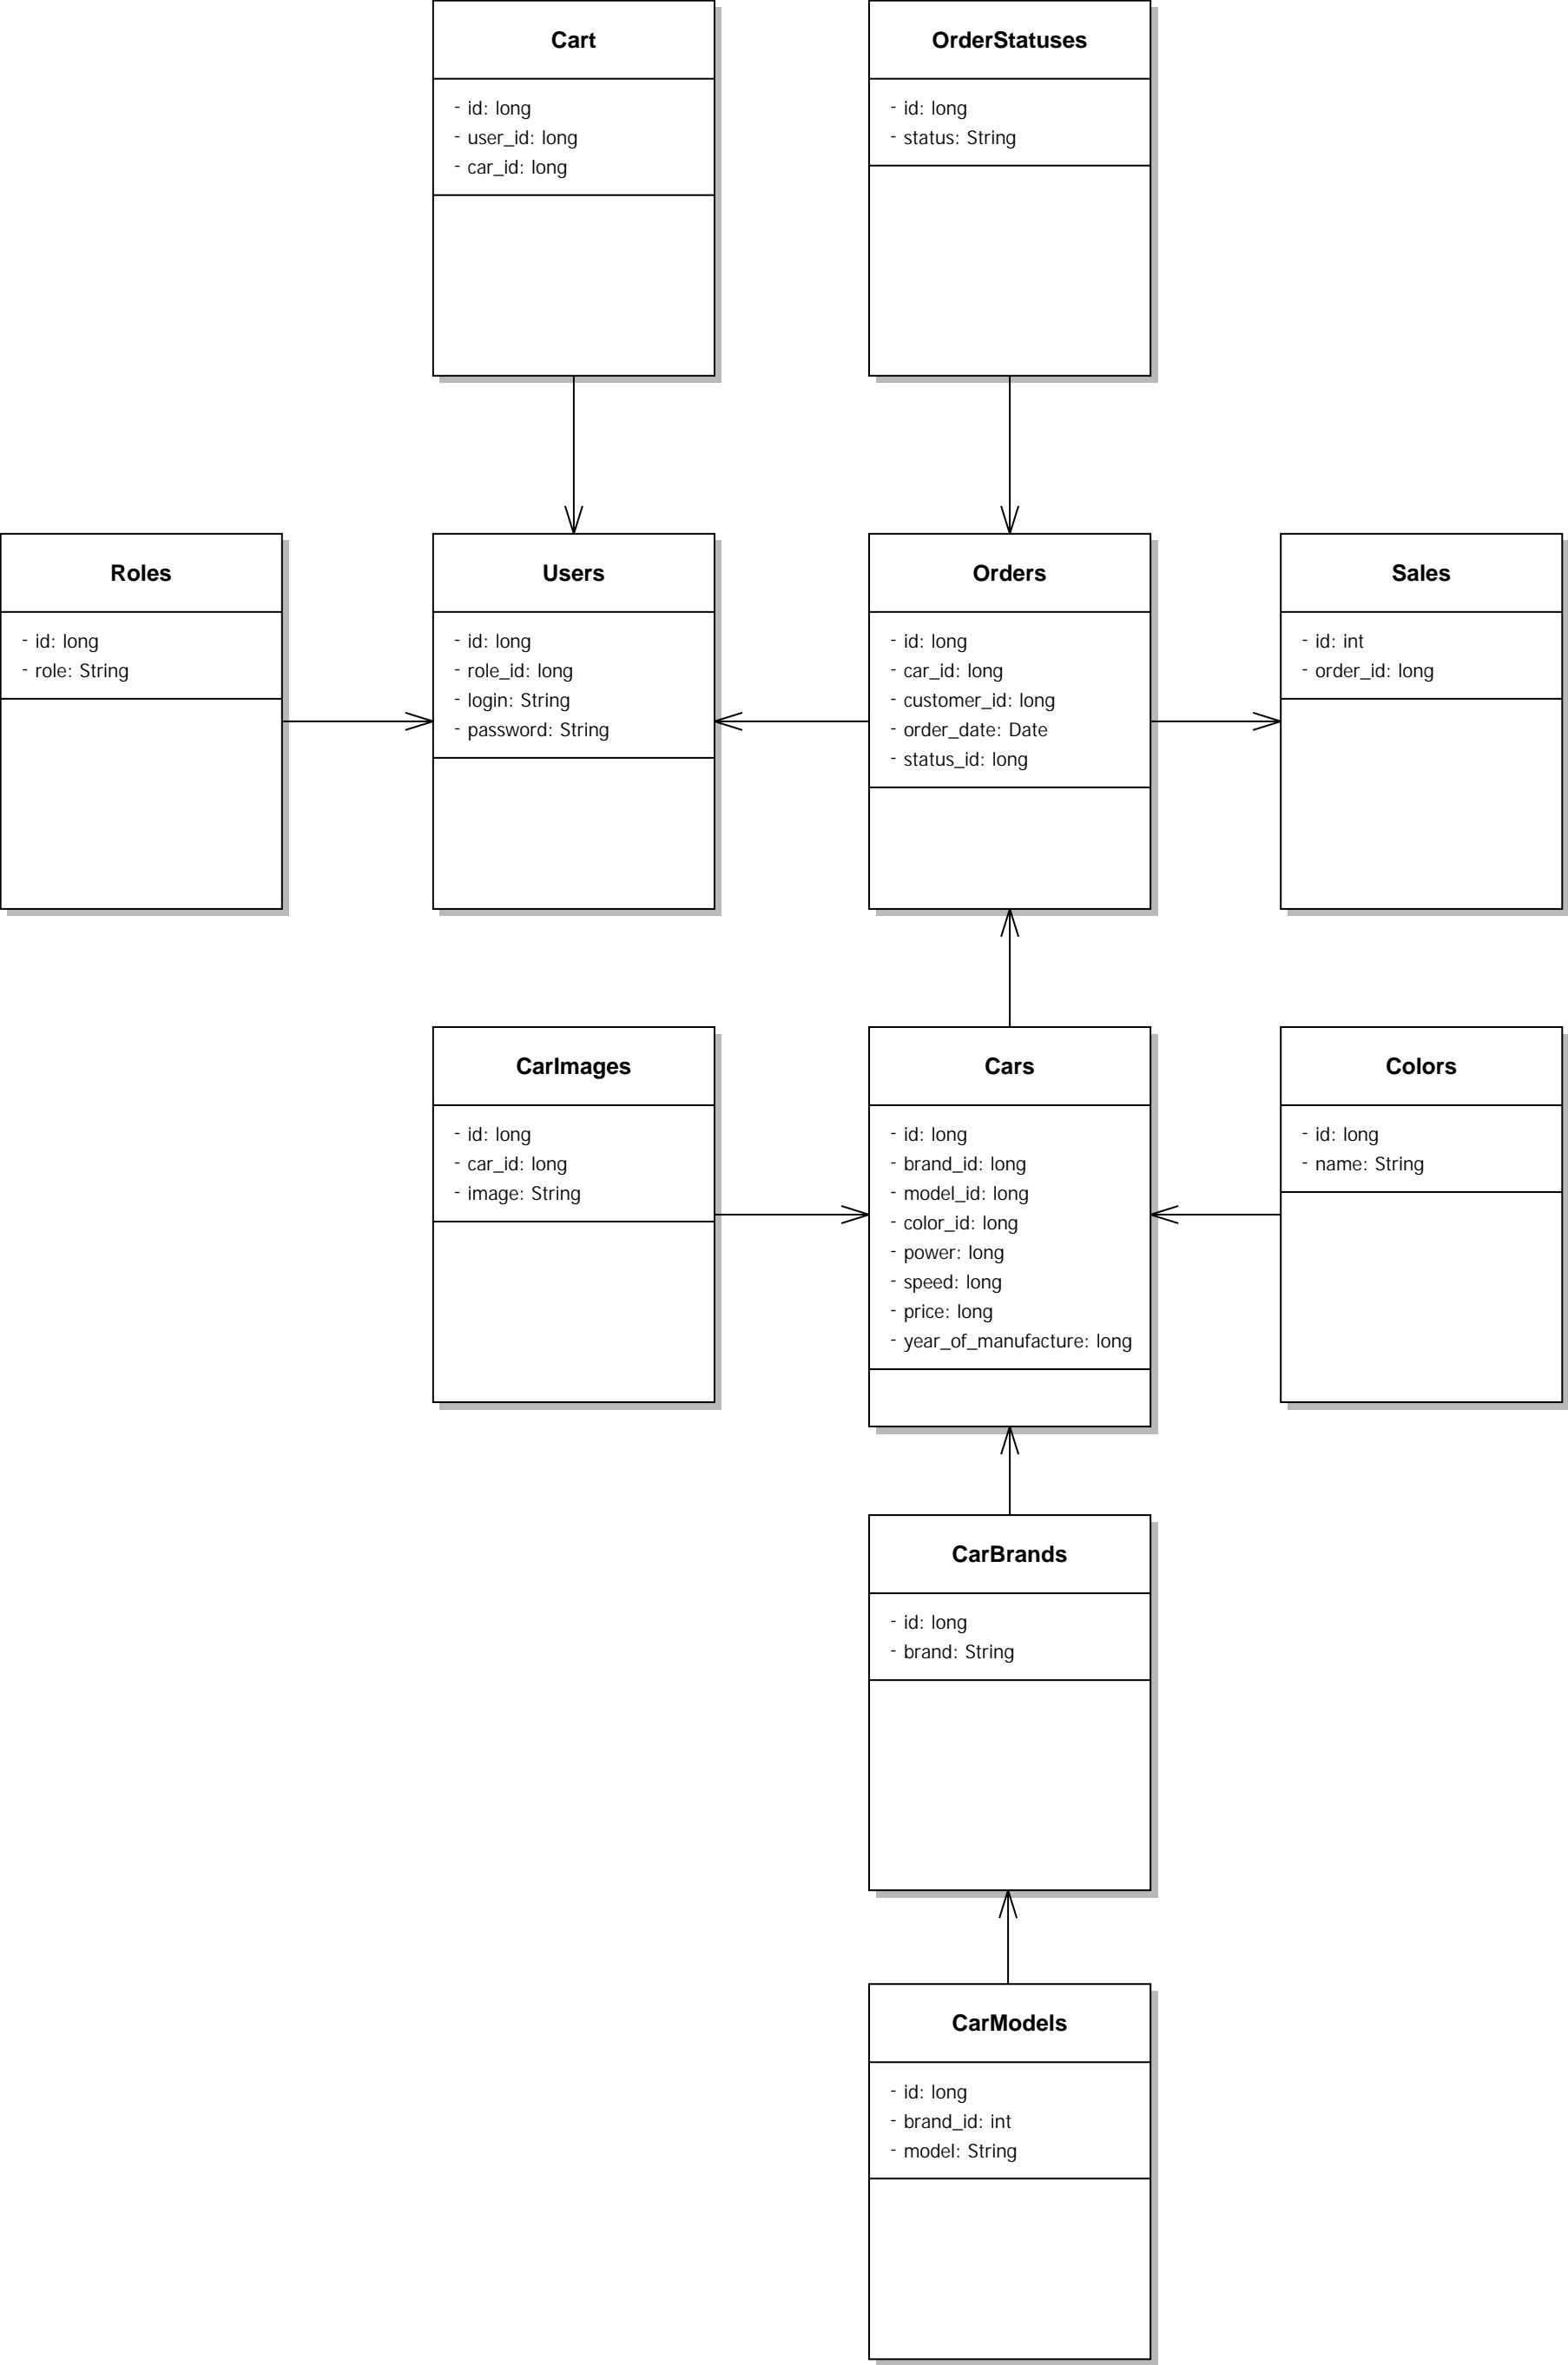 Cart
- id: long
- user_id: long
- car_id: long
OrderStatuses
- id: long
- status: String
Roles
- id: long
- role: String
Users
- id: long
- role_id: long
- login: String
- password: String
Orders
- id: long
- car_id: long
- customer_id: long
- order_date: Date
- status_id: long
Sales
- id: int
- order_id: long
CarImages
- id: long
- car_id: long
- image: String
Cars
- id: long
- brand_id: long
- model_id: long
- color_id: long
- power: long
- speed: long
- price: long
- year_of_manufacture: long
Colors
- id: long
- name: String
CarBrands
- id: long
- brand: String
CarModels
- id: long
- brand_id: int
- model: String